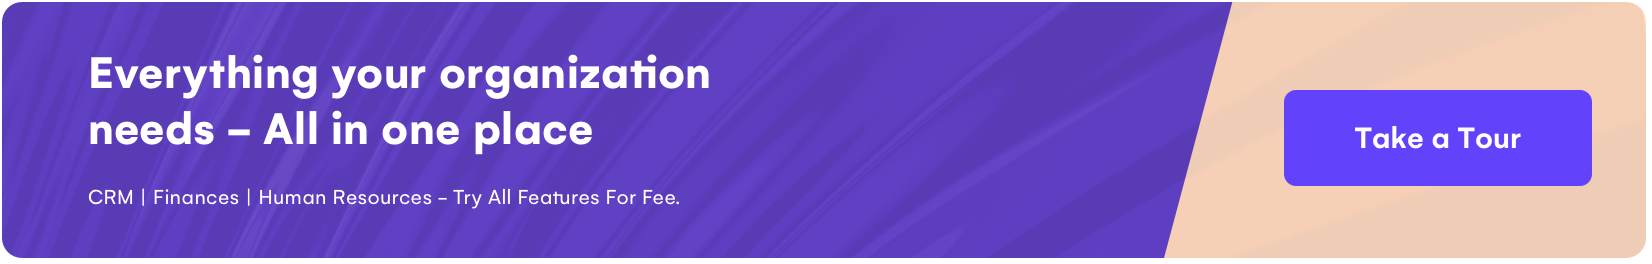 Everything your organization
needs – All in one place
CRM | Finances | Human Resources – Try All Features For Fee.
Take a Tour